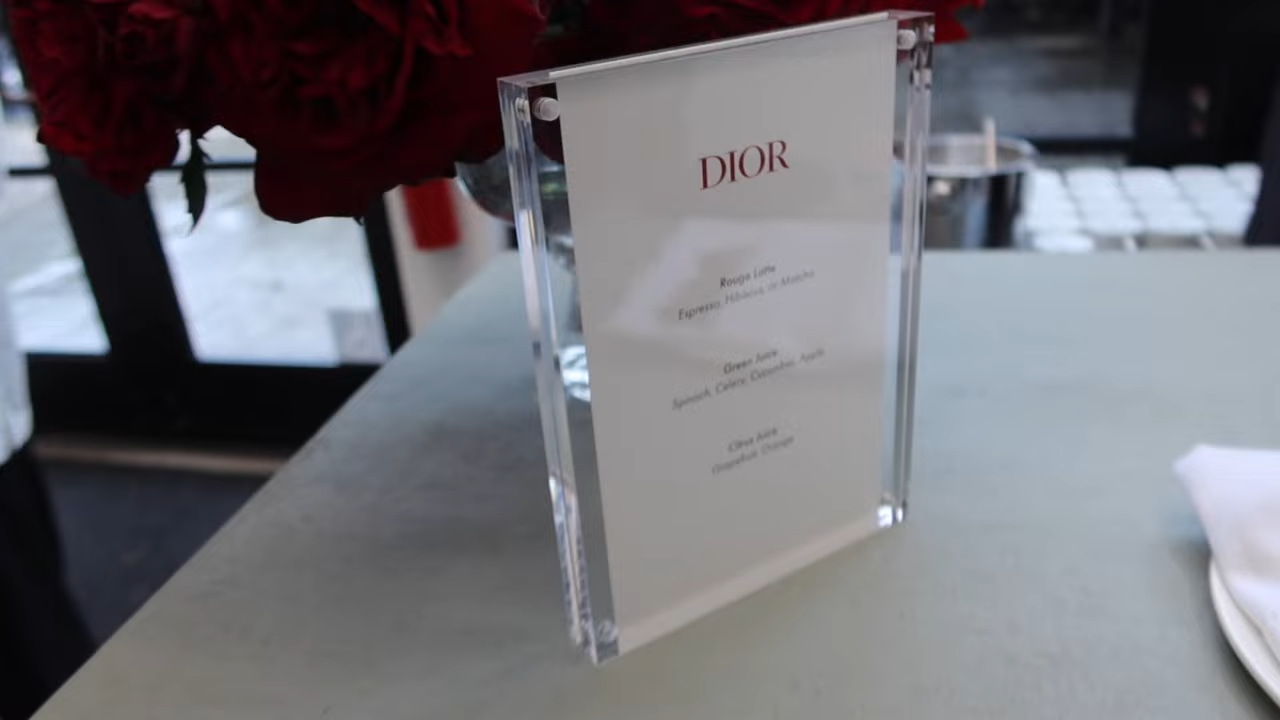 DIOR
Rouge Latte
Espresso, Hibiscus, or Matcha
Green Juice
Spinach, Celery, Cucumber, Apple
Citrus Juice
Grapefruit, Orange